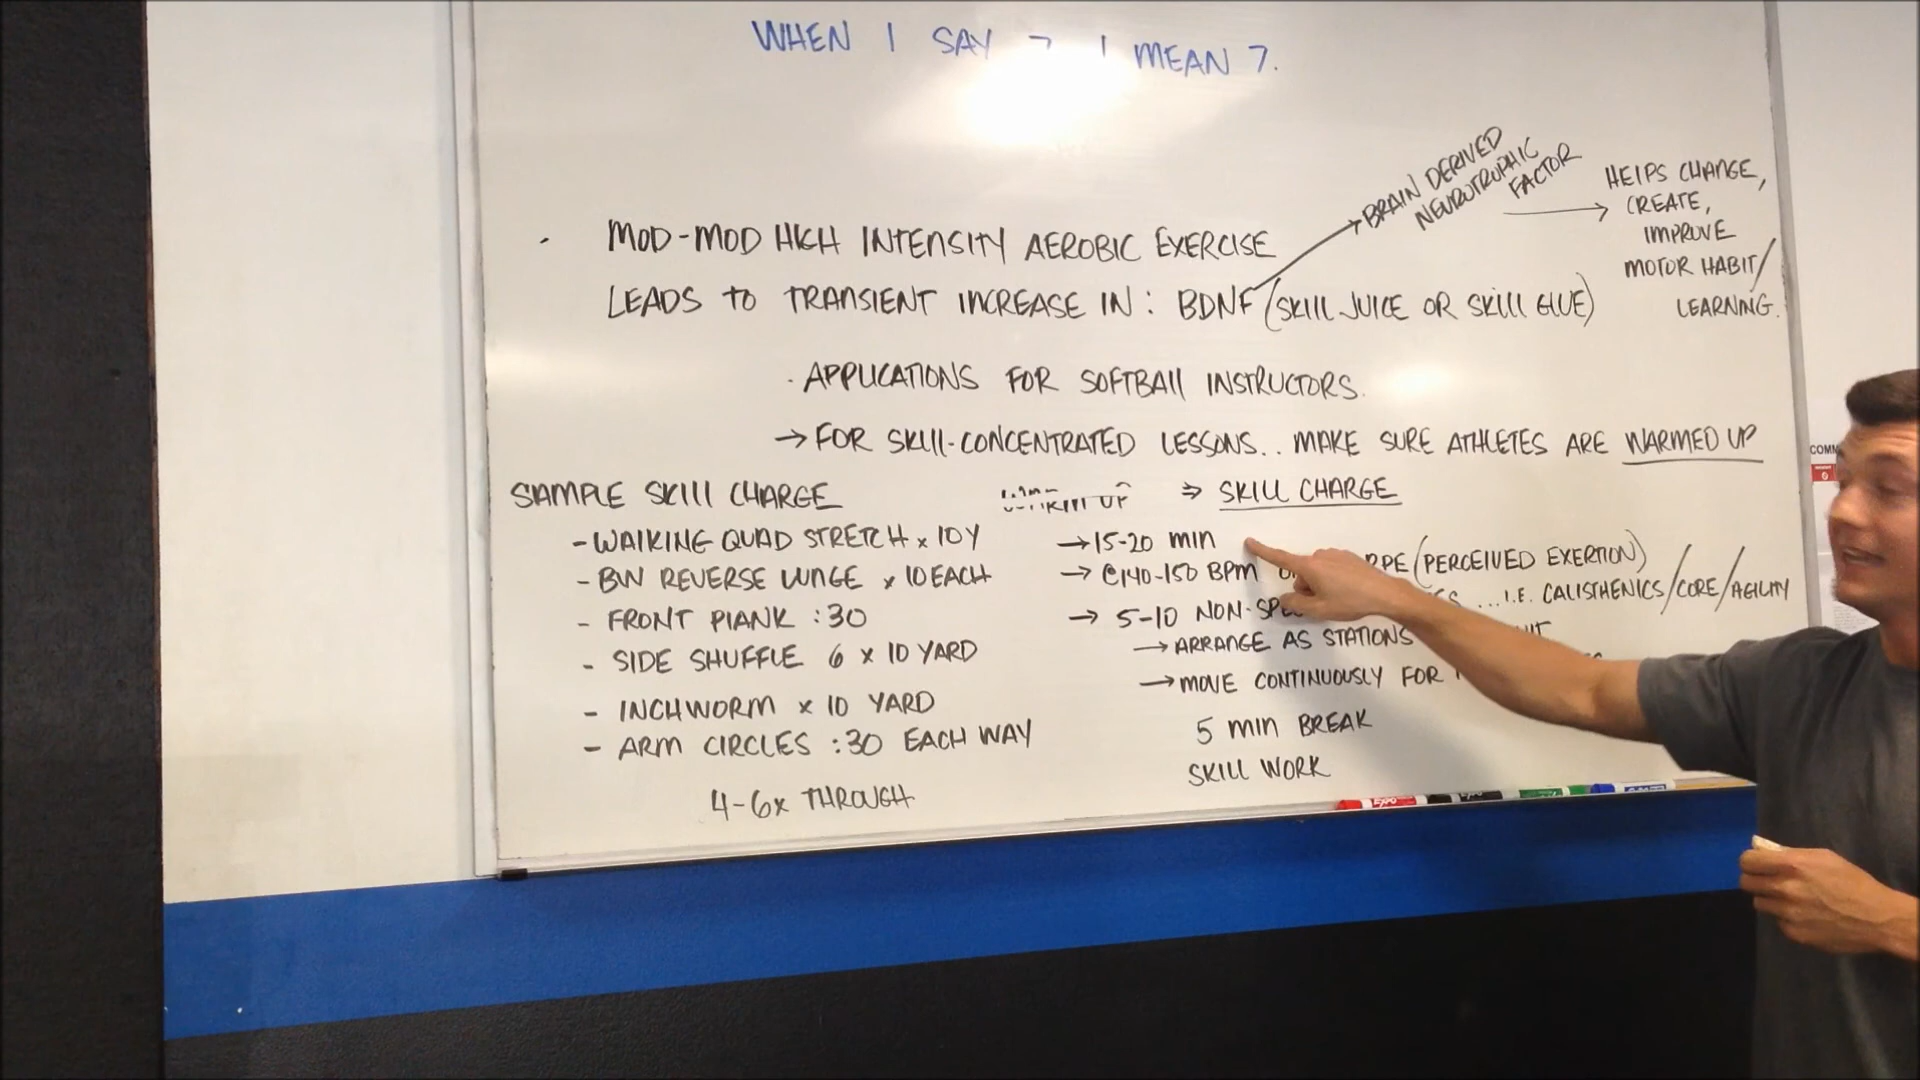 WHEN I SAY 7 I MEAN 7.
BRAIN DERIVED
NEUROTROPHIC
FACTOR
HELPS CHANGE,
CREATE,
IMPROVE
MOTOR HABIT/
LEARNING.
MOD-MOD HIGH INTENSITY AEROBIC EXERCISE
LEADS TO TRANSIENT INCREASE IN: BDNF (SKILL JUICE OR SKILL GLUE)
· APPLICATIONS FOR SOFTBALL INSTRUCTORS.
→ FOR SKILL-CONCENTRATED LESSONS.. MAKE SURE ATHLETES ARE WARMED UP
SAMPLE SKILL CHARGE
- WALKING QUAD STRETCH x 10Y
- BW REVERSE LUNGE x 10 EACH
- FRONT PLANK :30
- SIDE SHUFFLE 6 x 10 YARD
- INCHWORM x 10 YARD
- ARM CIRCLES :30 EACH WAY
4-6x THROUGH
⇒ SKILL CHARGE
→ 15-20 MIN
→ @140-150 BPM RPE (PERCEIVED EXERTION)
→ 5-10 NON- ...I.E. CALISTHENICS/CORE/AGILITY
→ ARRANGE AS STATIONS
→ MOVE CONTINUOUSLY FOR
5 MIN BREAK
SKILL WORK
EXPO
COMM